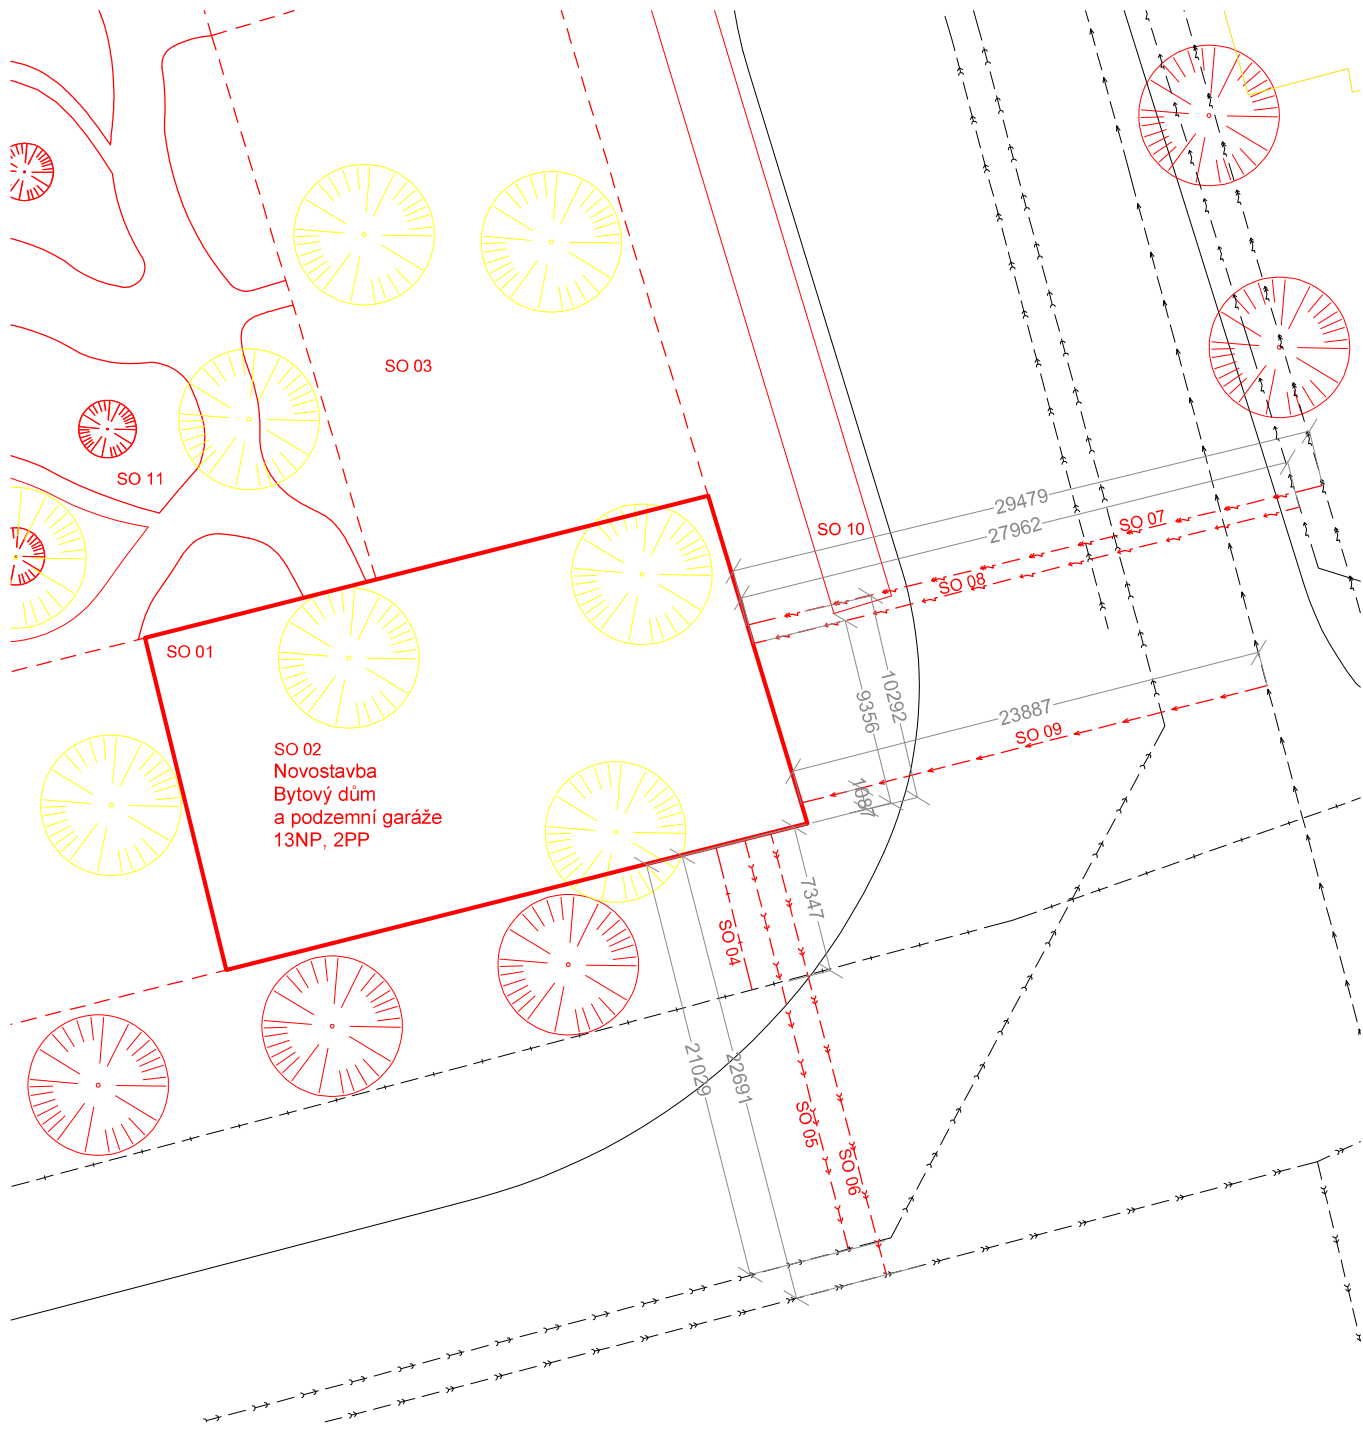 SO 03
SO 11
29479
SO 07
SO 10
27962
SO 08
SO 01
10292
9356
23887
SO 09
SO 02
Novostavba
Bytový dům
a podzemní garáže
13NP, 2PP
1087
7347
SO 04
21029
22691
SO 05
SO 06